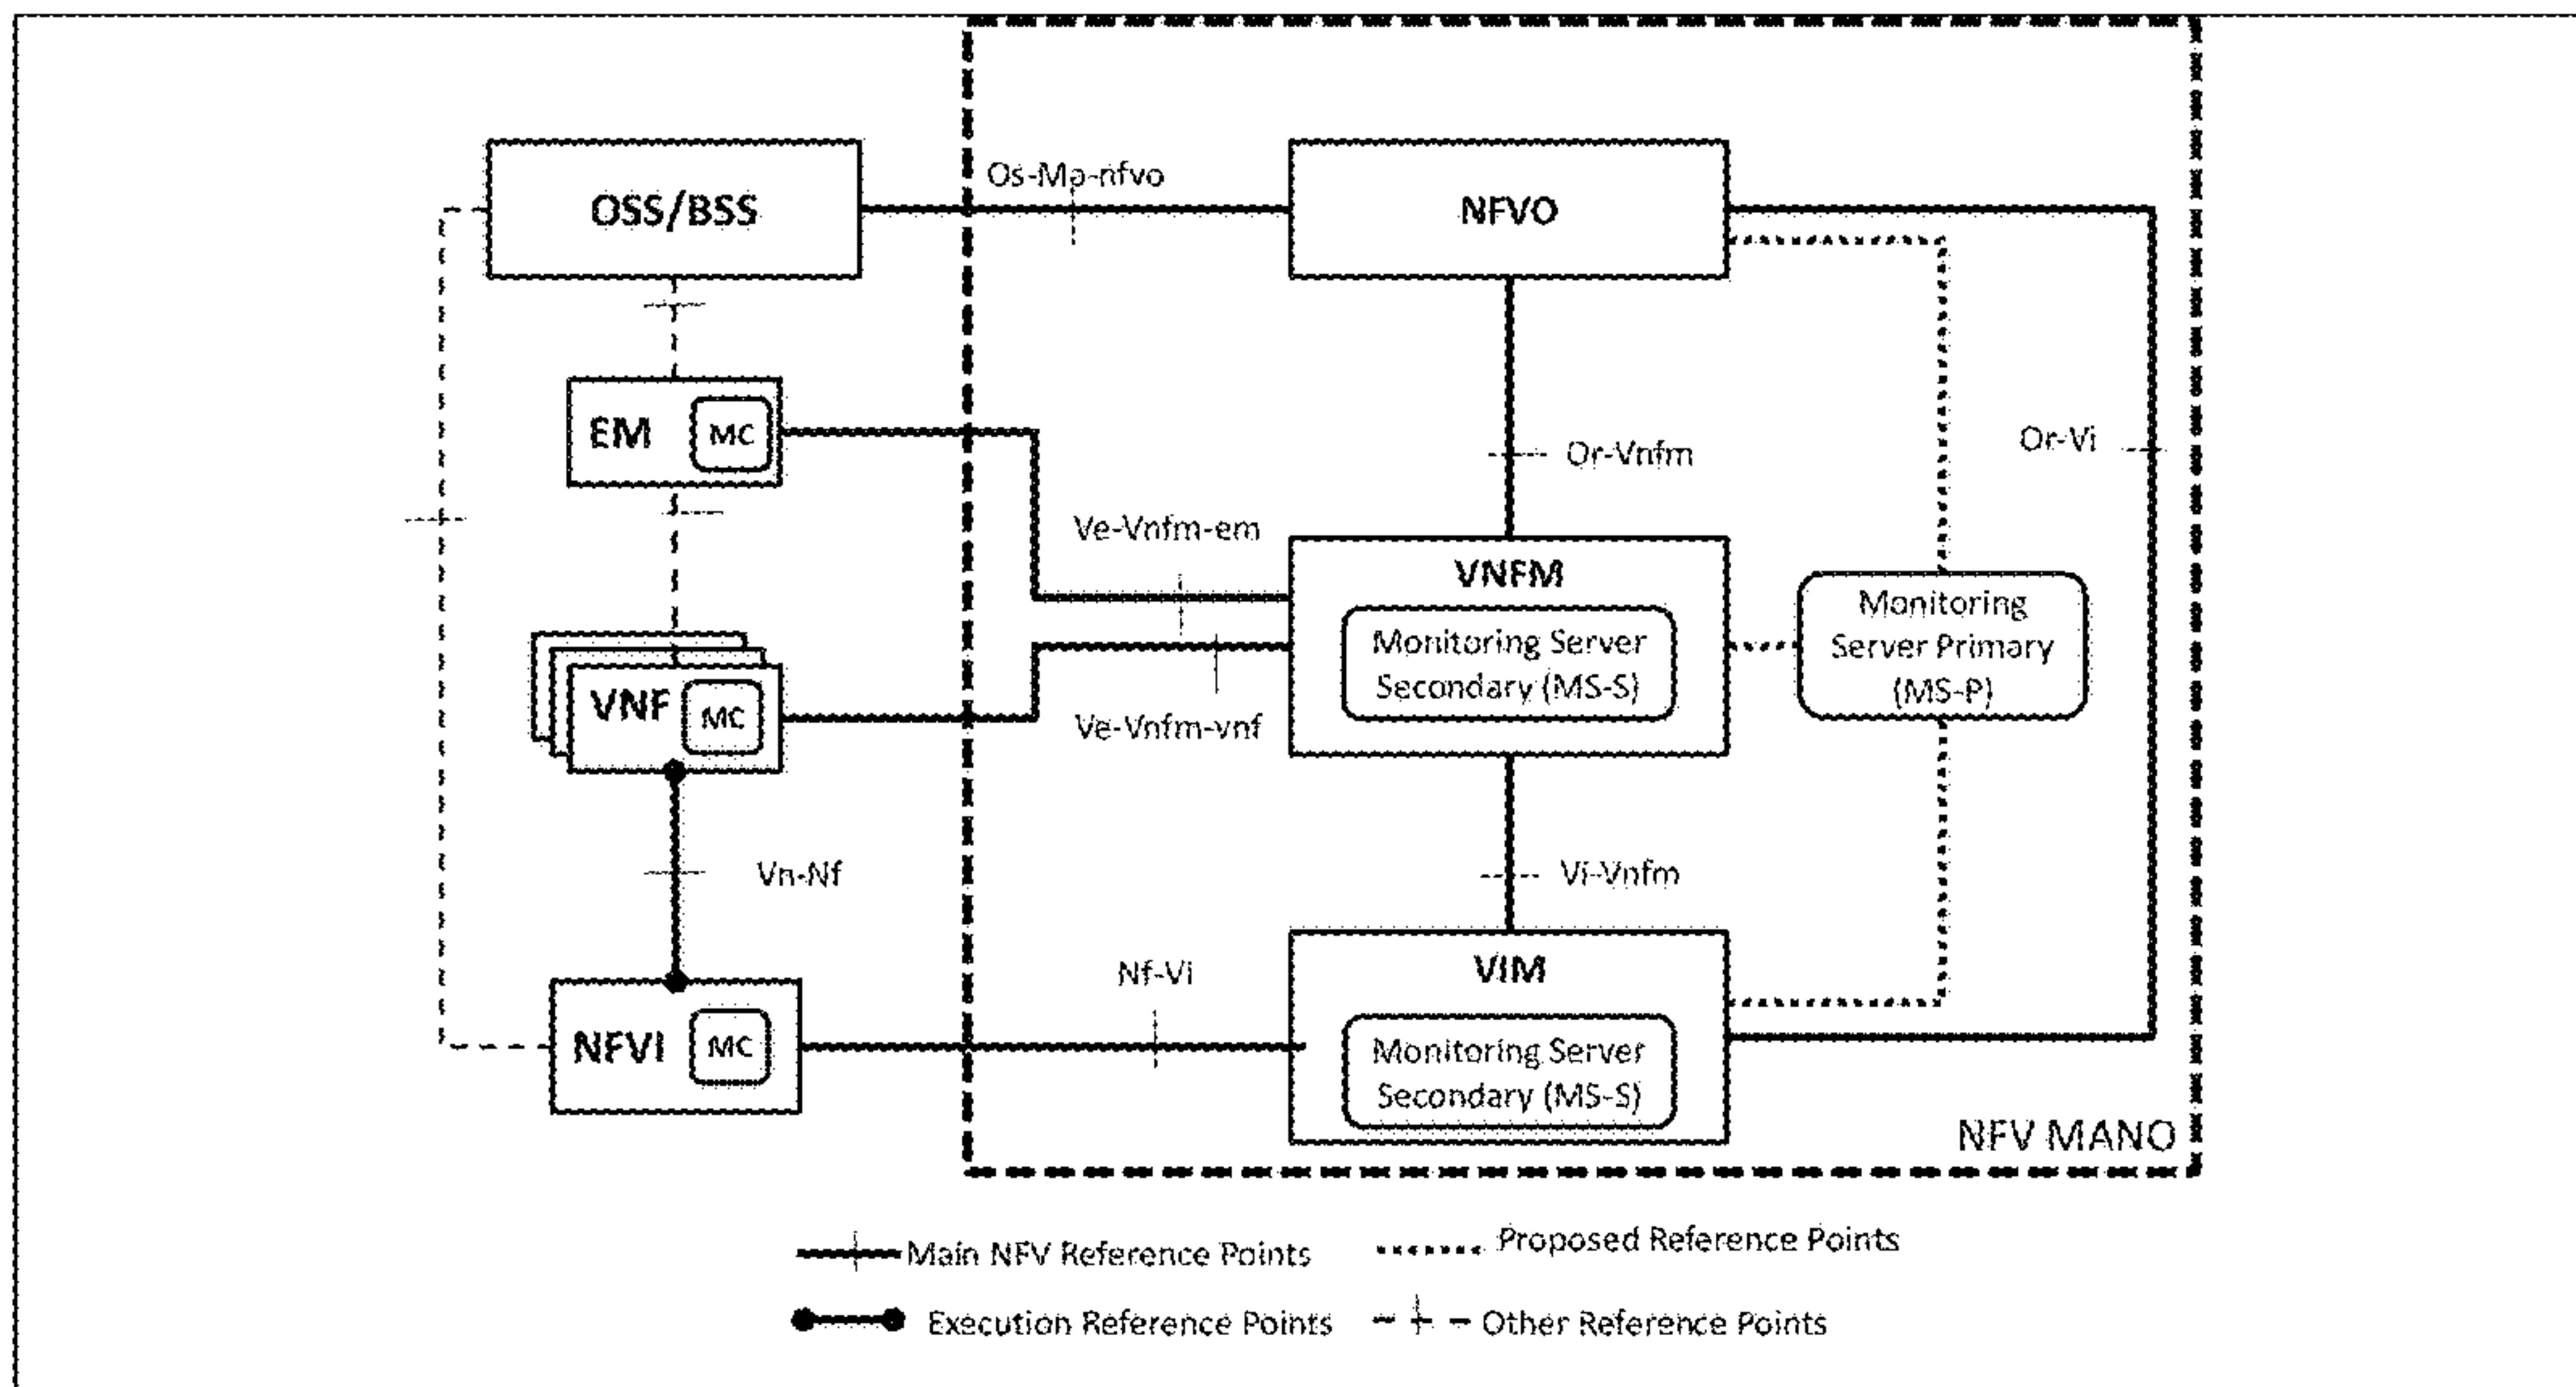 Os-Ma-nfvo
OSS/BSS
NFVO
EM
MC
Or-Vnfm
Or-Vi
Ve-Vnfm-em
VNFM
Monitoring Server
Secondary (MS-S)
Monitoring
Server Primary
(MS-P)
VNF
MC
Ve-Vnfm-vnf
Vn-Nf
Vi-Vnfm
Nf-Vi
VIM
NFVI
MC
Monitoring Server
Secondary (MS-S)
NFV MANO
Main NFV Reference Points
Proposed Reference Points
Execution Reference Points
Other Reference Points